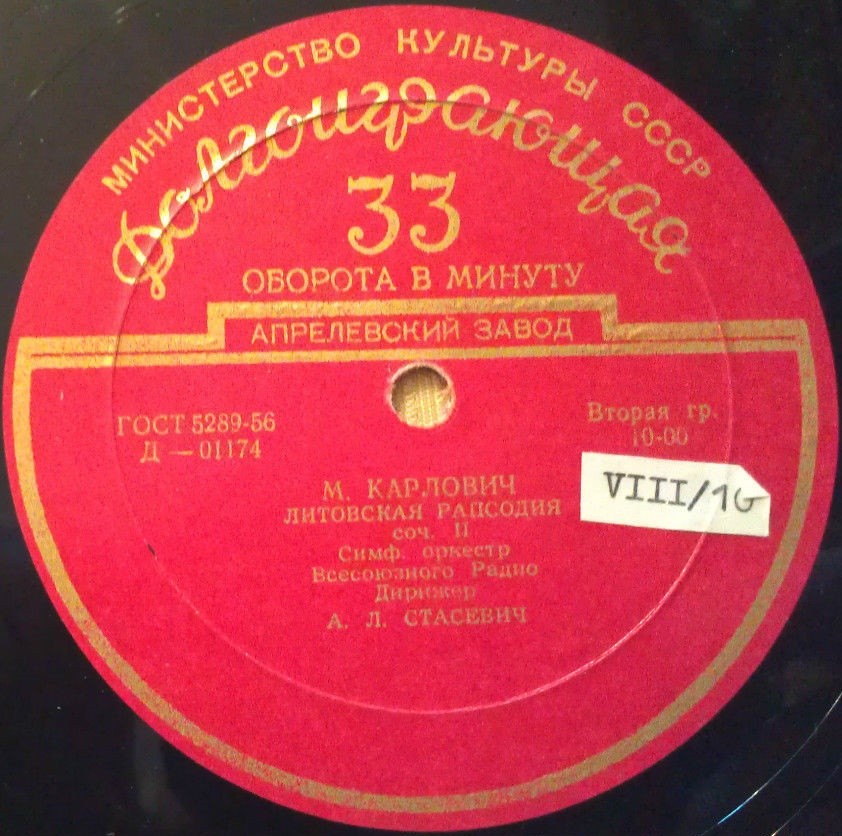 МИНИСТЕРСТВО КУЛЬТУРЫ СССР
Долгоиграющая
33
ОБОРОТА В МИНУТУ
АПРЕЛЕВСКИЙ ЗАВОД
ГОСТ 5289-56
Д — 01174
Вторая гр.
10-00
VIII/16
М. КАРЛОВИЧ
ЛИТОВСКАЯ РАПСОДИЯ
соч. II
Симф. оркестр
Всесоюзного Радио
Дирижер
А. Л. СТАСЕВИЧ